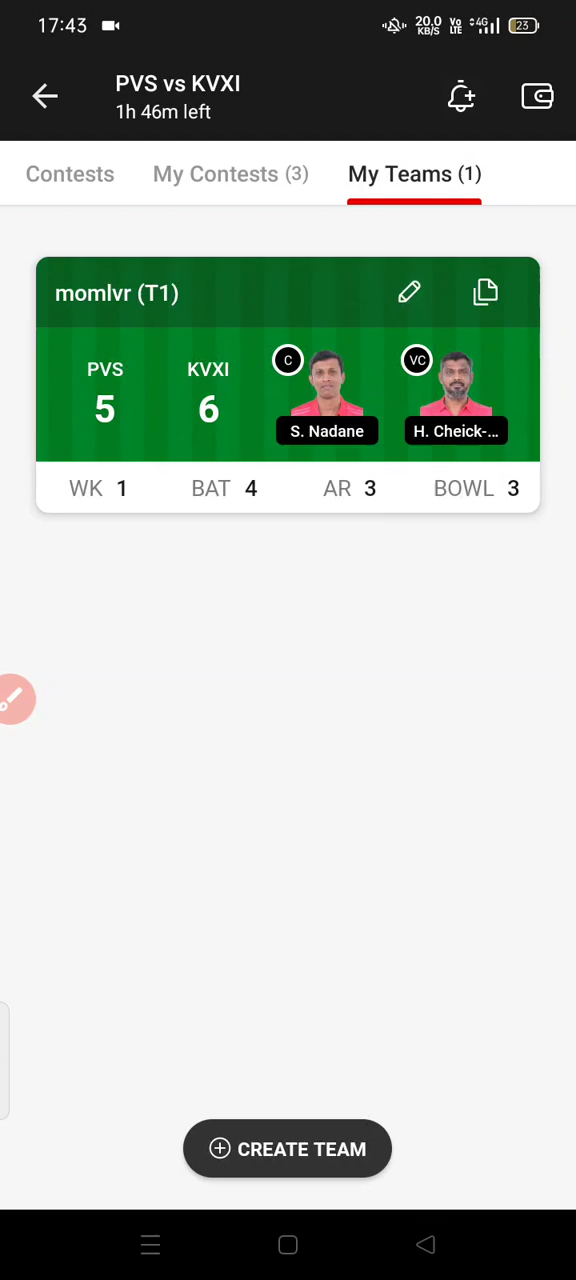 17:43 20.0 KB/S Vo LTE 4G 23
PVS vs KVXI
1h 46m left
Contests My Contests (3) My Teams (1)
momlvr (T1)
PVS KVXI C VC
5 6
S. Nadane H. Cheick-...
WK 1 BAT 4 AR 3 BOWL 3
CREATE TEAM